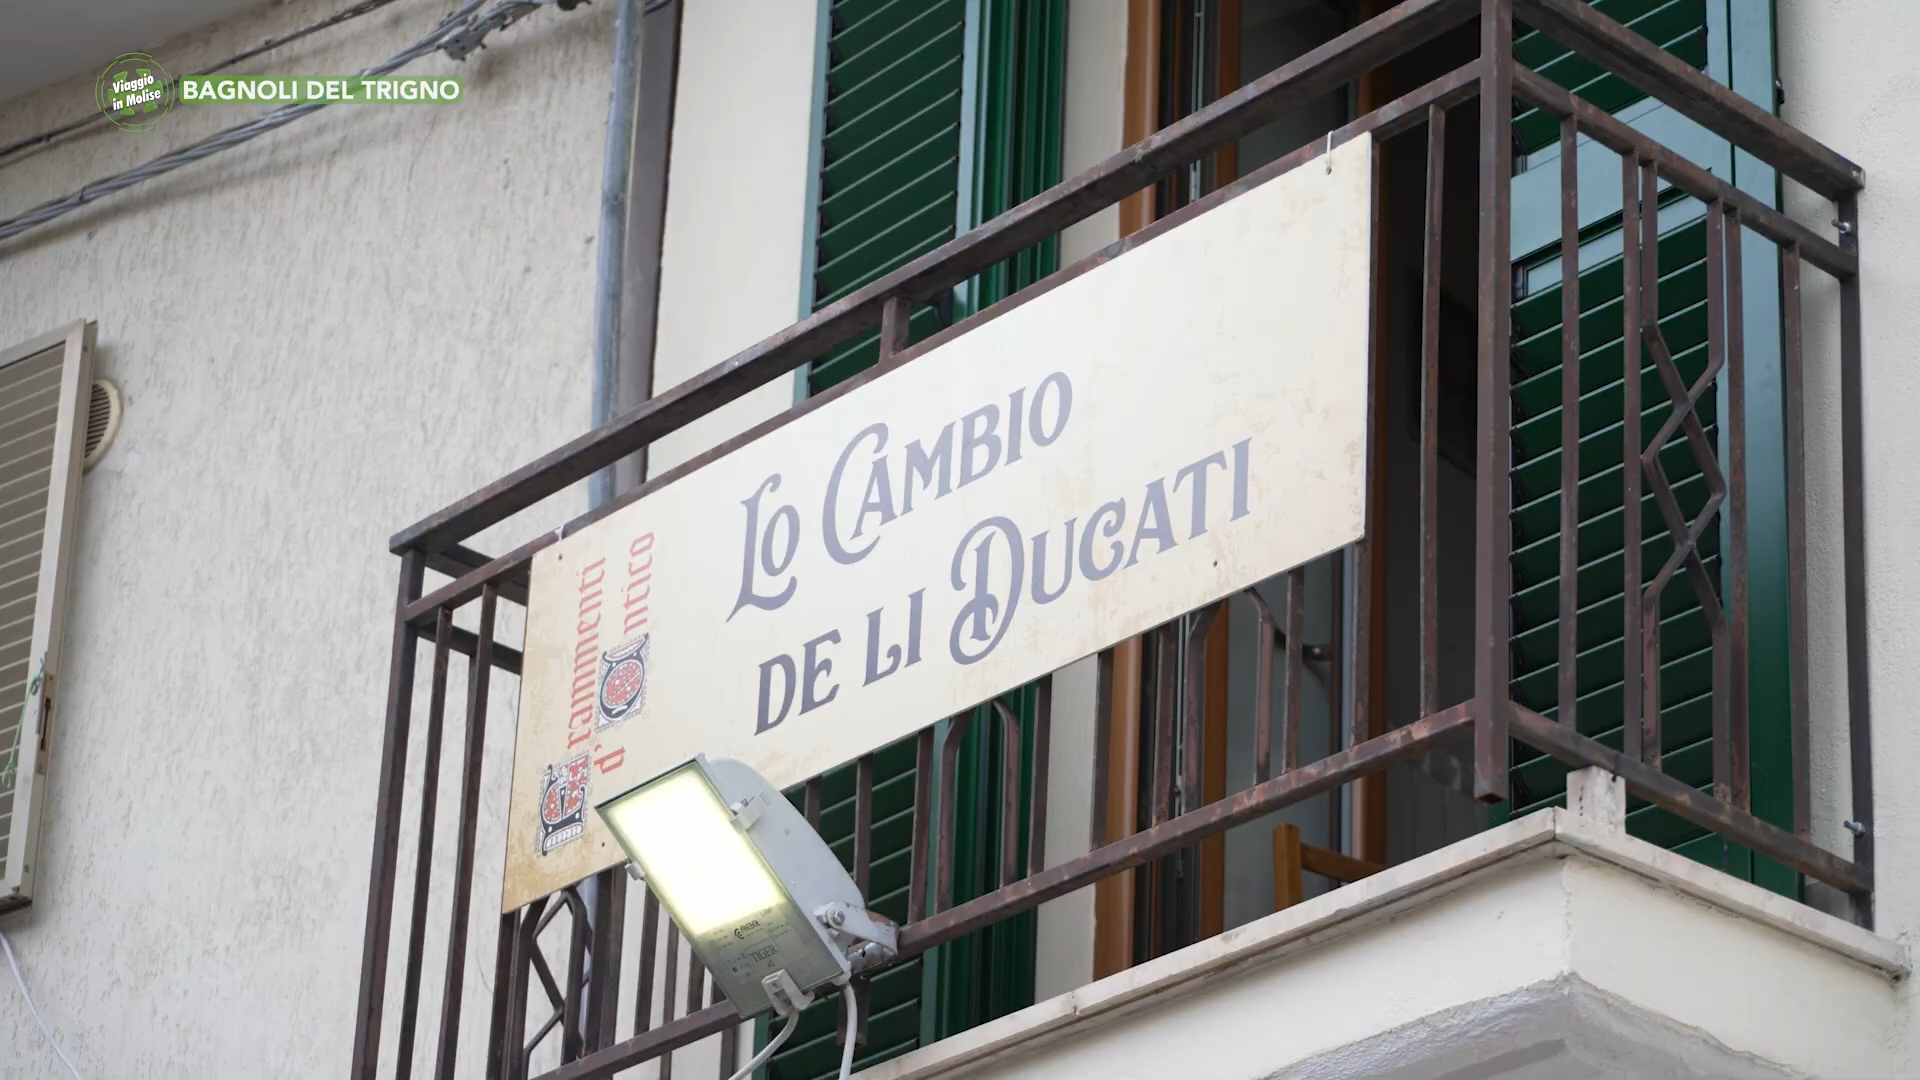 Viaggio
in Molise
BAGNOLI DEL TRIGNO
Frammenti
d'Antico
LO CAMBIO
DE LI DUCATI
TIGER